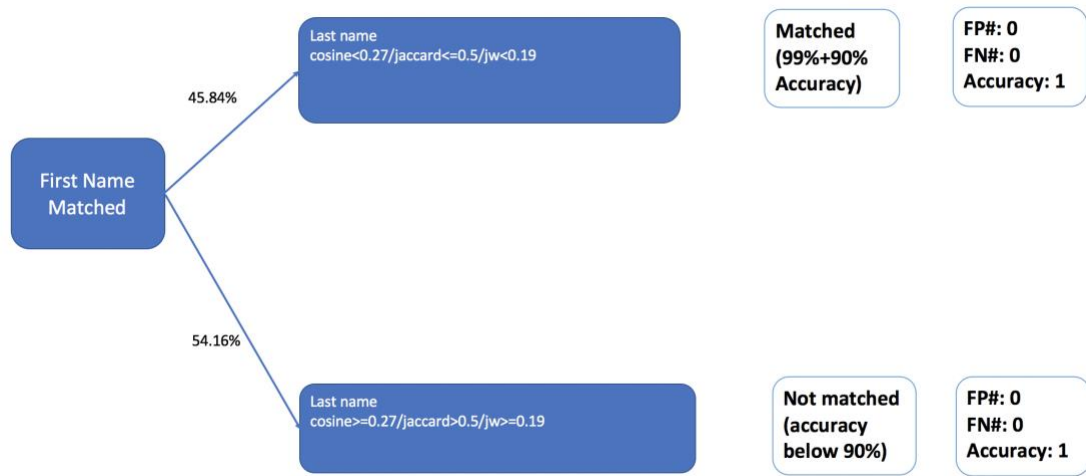 Last name
cosine<0.27/jaccard<=0.5/jw<0.19
Matched
(99%+90%
Accuracy)
FP#: 0
FN#: 0
Accuracy: 1
45.84%
First Name
Matched
54.16%
Last name
cosine>=0.27/jaccard>0.5/jw>=0.19
Not matched
(accuracy
below 90%)
FP#: 0
FN#: 0
Accuracy: 1